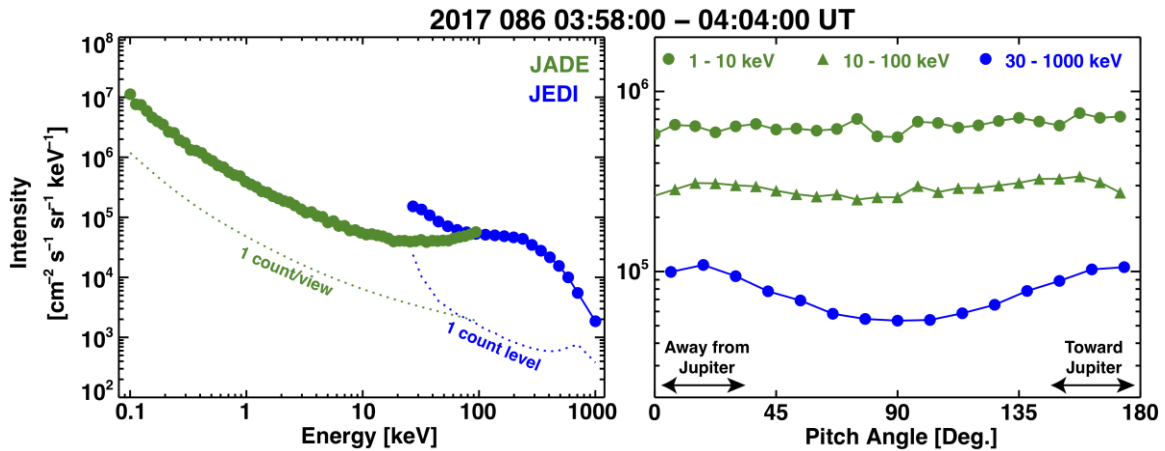 2017 086 03:58:00 – 04:04:00 UT
Intensity
[cm⁻² s⁻¹ sr⁻¹ keV⁻¹]
10⁸
10⁷
10⁶
10⁵
10⁴
10³
10²
JADE
JEDI
1 count/view
1 count level
0.1 1 10 100 1000
Energy [keV]
1 - 10 keV 10 - 100 keV 30 - 1000 keV
10⁶
10⁵
Away from
Jupiter
Toward
Jupiter
0 45 90 135 180
Pitch Angle [Deg.]